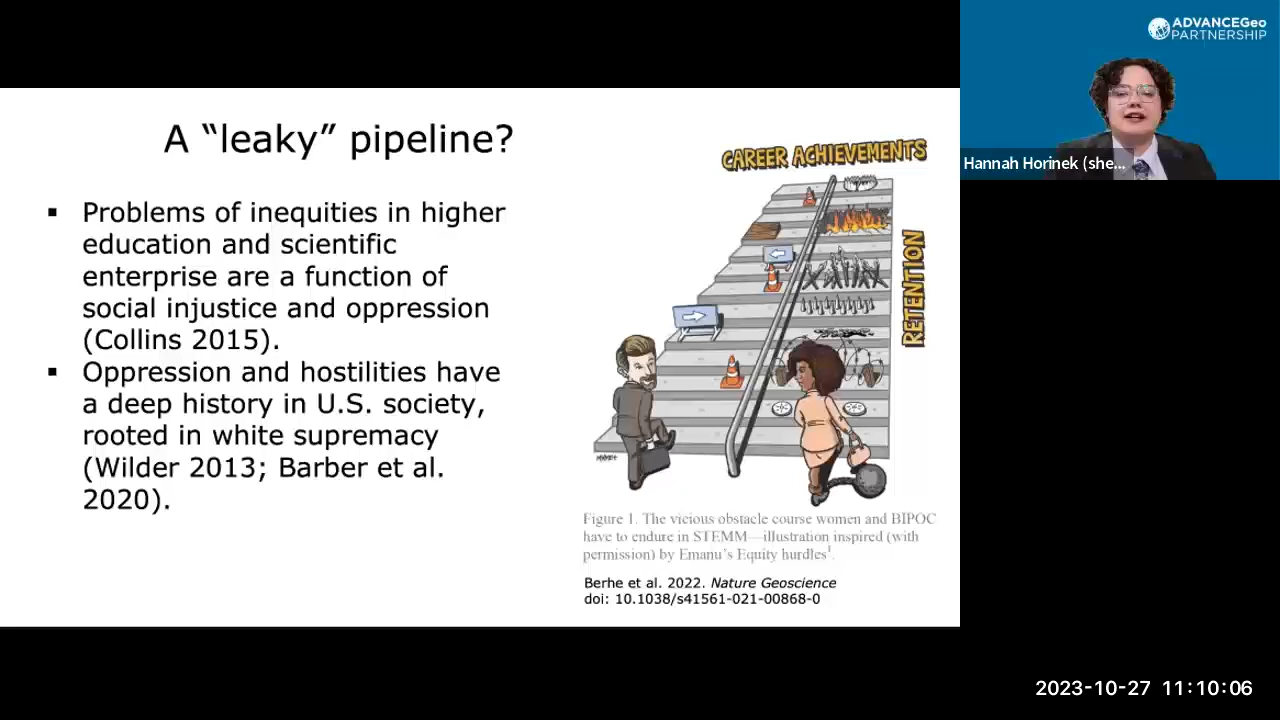 A “leaky” pipeline?
▪ Problems of inequities in higher
education and scientific
enterprise are a function of
social injustice and oppression
(Collins 2015).
▪ Oppression and hostilities have
a deep history in U.S. society,
rooted in white supremacy
(Wilder 2013; Barber et al.
2020).
CAREER ACHIEVEMENTS
RETENTION
Figure 1. The vicious obstacle course women and BIPOC
have to endure in STEMM—illustration inspired (with
permission) by Emanu’s Equity hurdles¹.
Berhe et al. 2022. Nature Geoscience
doi: 10.1038/s41561-021-00868-0
ADVANCEGeo
PARTNERSHIP
Hannah Horinek (she...
2023-10-27 11:10:06